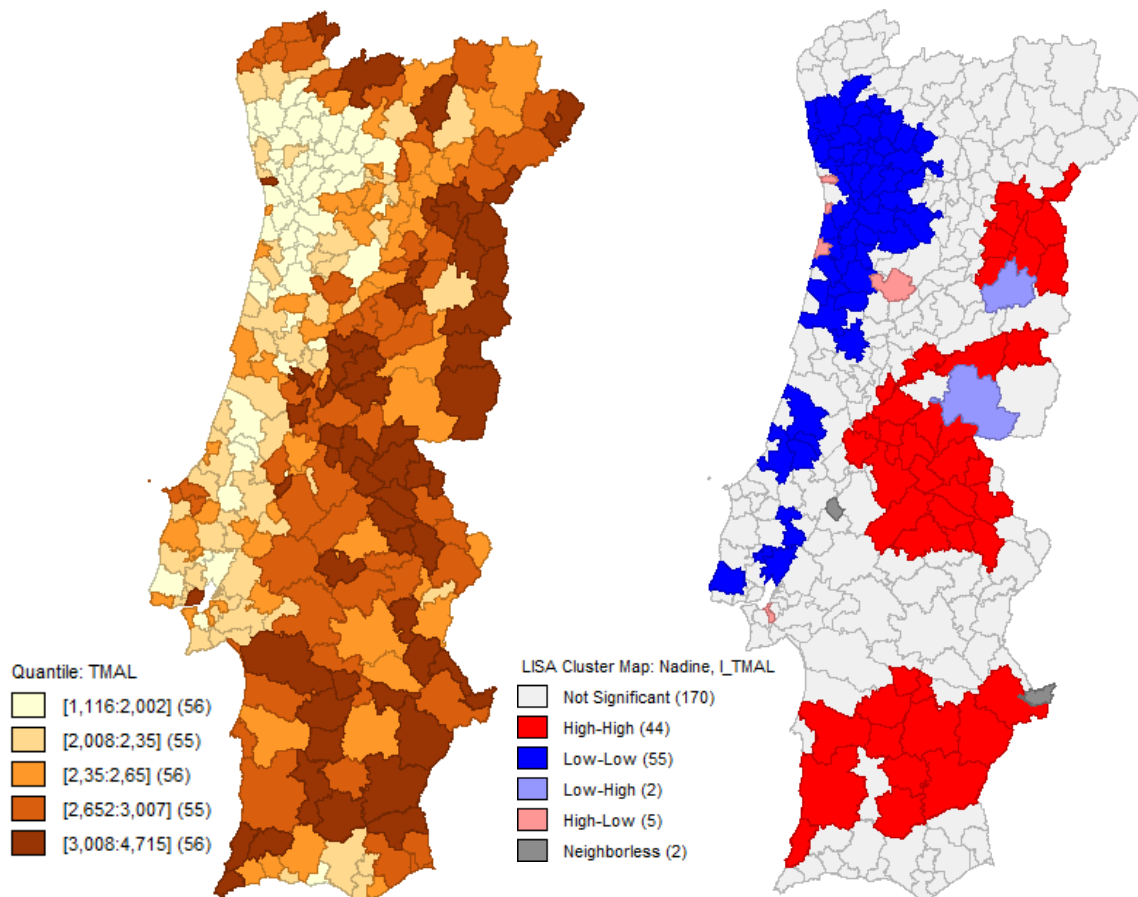 Quantile: TMAL
[1,116:2,002] (56)
[2,008:2,35] (55)
[2,35:2,65] (56)
[2,652:3,007] (55)
[3,008:4,715] (56)
LISA Cluster Map: Nadine, I_TMAL
Not Significant (170)
High-High (44)
Low-Low (55)
Low-High (2)
High-Low (5)
Neighborless (2)